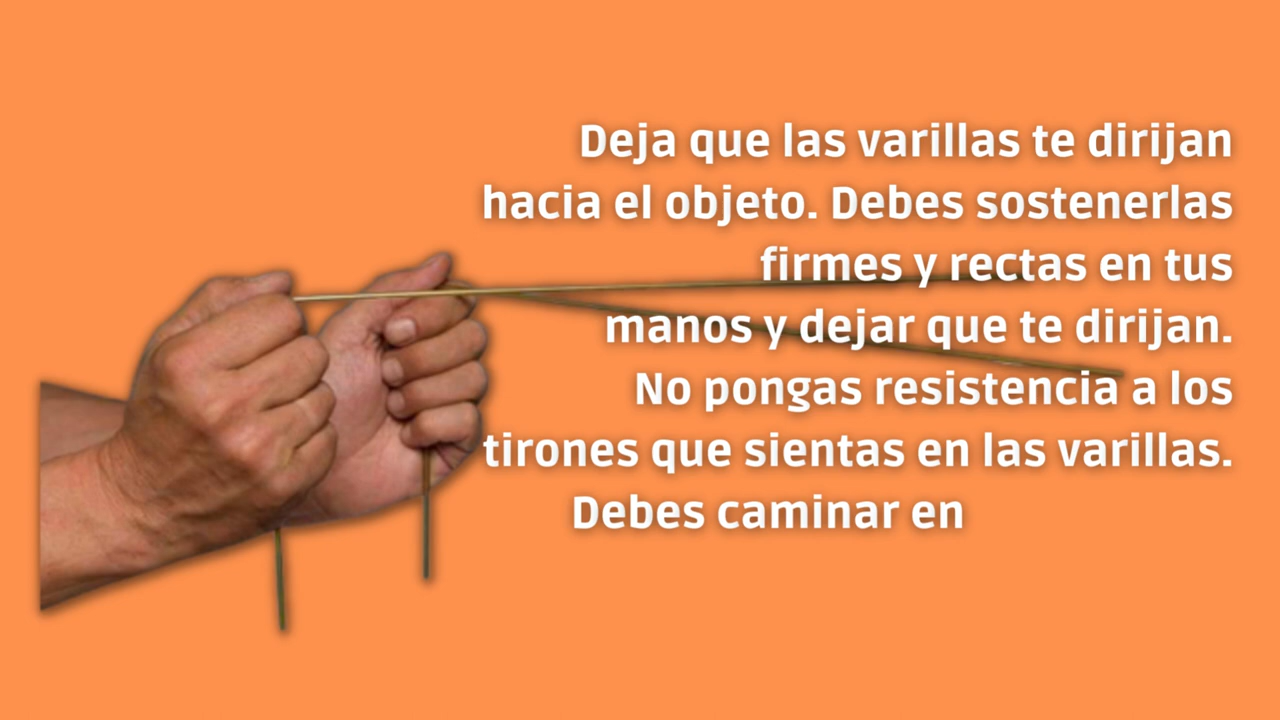 Deja que las varillas te dirijan
hacia el objeto. Debes sostenerlas
firmes y rectas en tus
manos y dejar que te dirijan.
No pongas resistencia a los
tirones que sientas en las varillas.
Debes caminar en